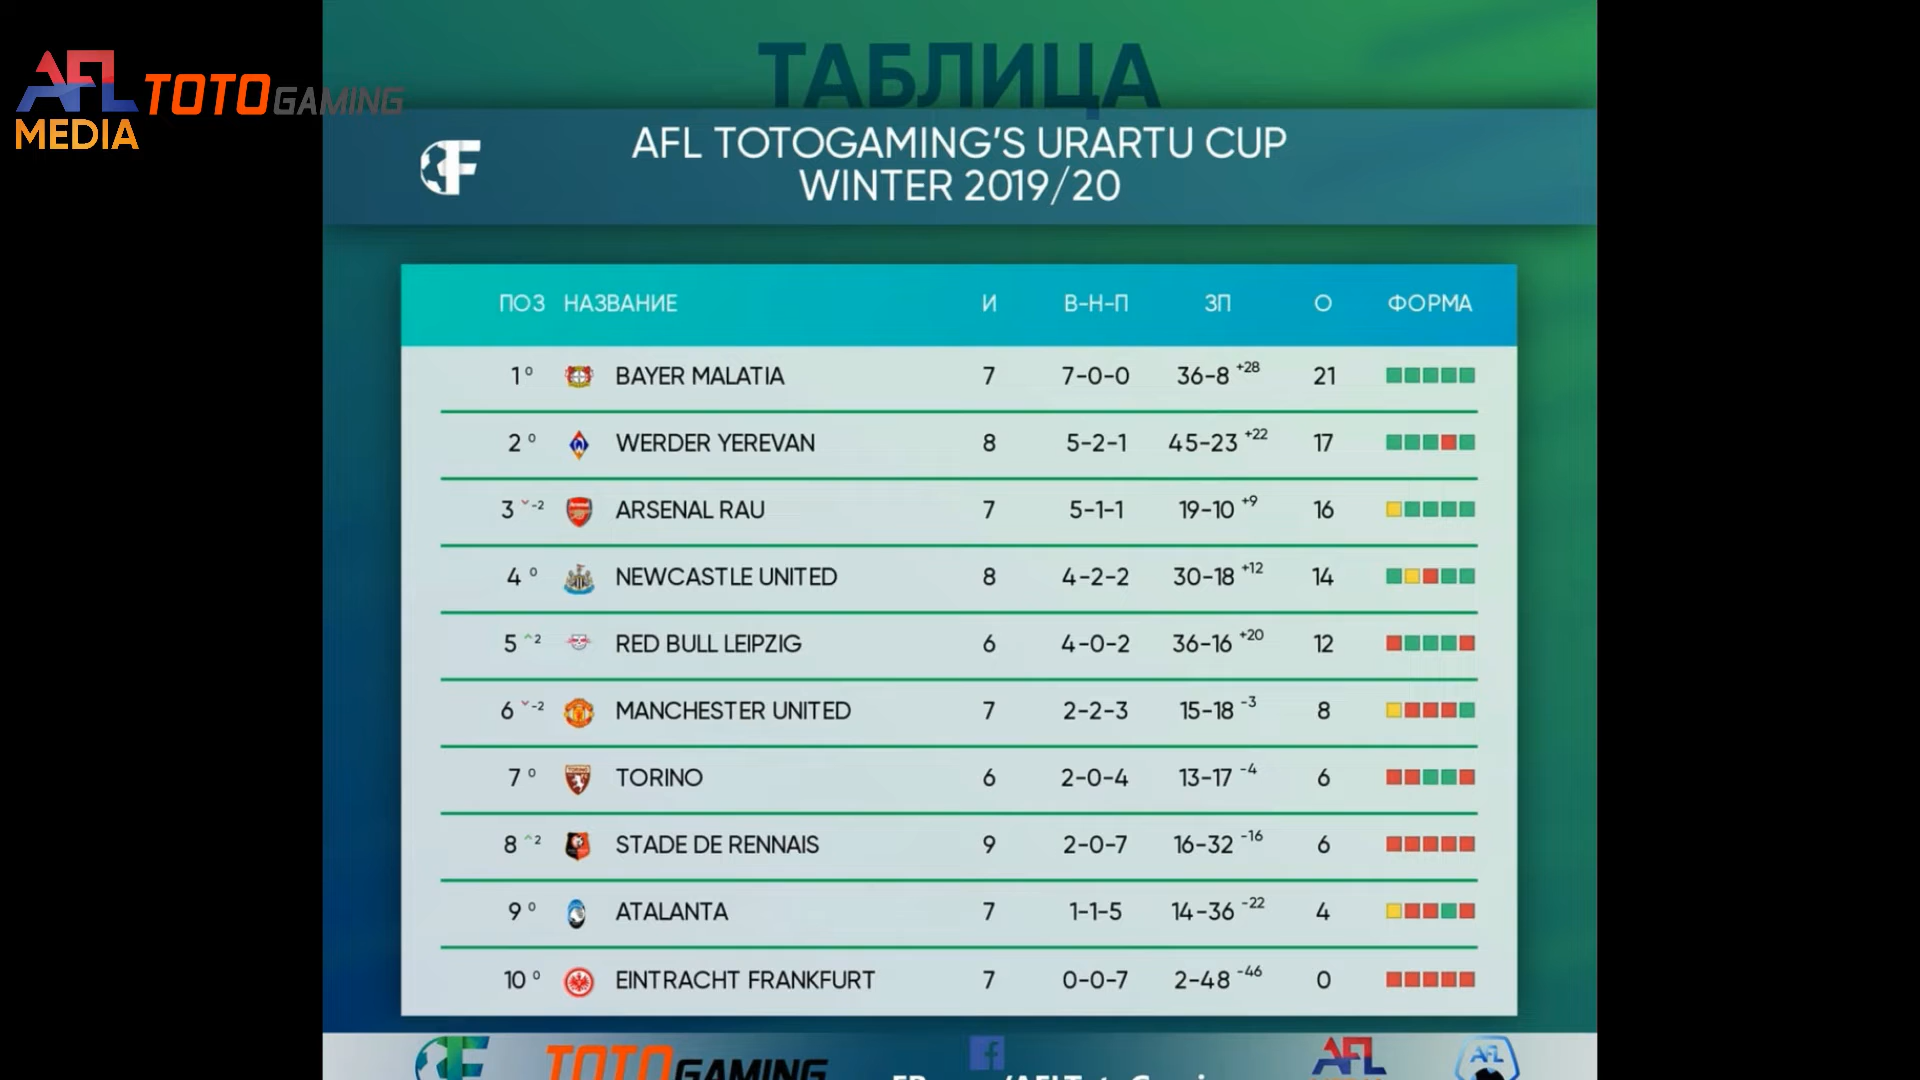 ТАБЛИЦА
AFL
MEDIA
TOTO GAMING
F
AFL TOTOGAMING’S URARTU CUP
WINTER 2019/20
ПОЗ НАЗВАНИЕ И В-Н-П ЗП О ФОРМА
1 0 BAYER MALATIA 7 7-0-0 36-8 +28 21
2 0 WERDER YEREVAN 8 5-2-1 45-23 +22 17
3 -2 ARSENAL RAU 7 5-1-1 19-10 +9 16
4 0 NEWCASTLE UNITED 8 4-2-2 30-18 +12 14
5 2 RED BULL LEIPZIG 6 4-0-2 36-16 +20 12
6 -2 MANCHESTER UNITED 7 2-2-3 15-18 -3 8
7 0 TORINO 6 2-0-4 13-17 -4 6
8 2 STADE DE RENNAIS 9 2-0-7 16-32 -16 6
9 0 ATALANTA 7 1-1-5 14-36 -22 4
10 0 EINTRACHT FRANKFURT 7 0-0-7 2-48 -46 0
F TOTO GAMING f AFL AFL